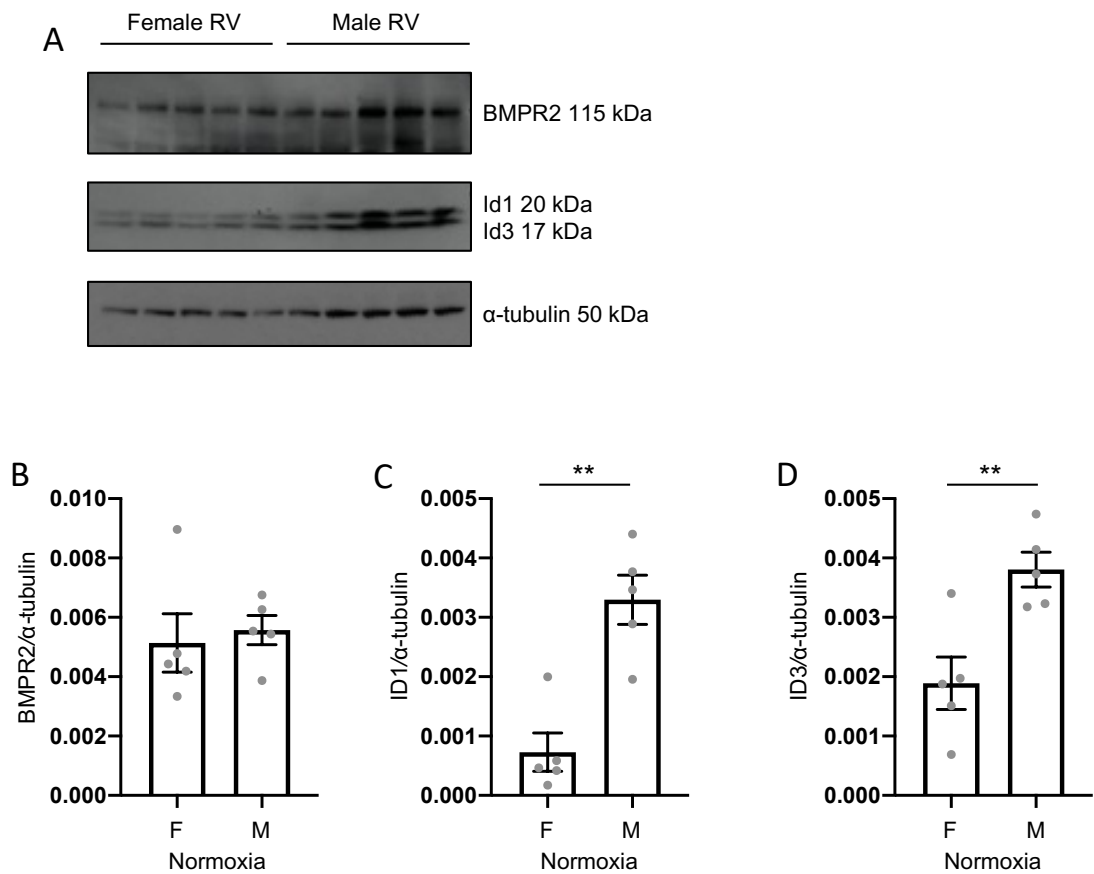 Female RV Male RV
A
BMPR2 115 kDa
Id1 20 kDa
Id3 17 kDa
α-tubulin 50 kDa
B
BMPR2/α-tubulin
0.010
0.008
0.006
0.004
0.002
0.000
F M
Normoxia
C
**
ID1/α-tubulin
0.005
0.004
0.003
0.002
0.001
0.000
F M
Normoxia
D
**
ID3/α-tubulin
0.005
0.004
0.003
0.002
0.001
0.000
F M
Normoxia